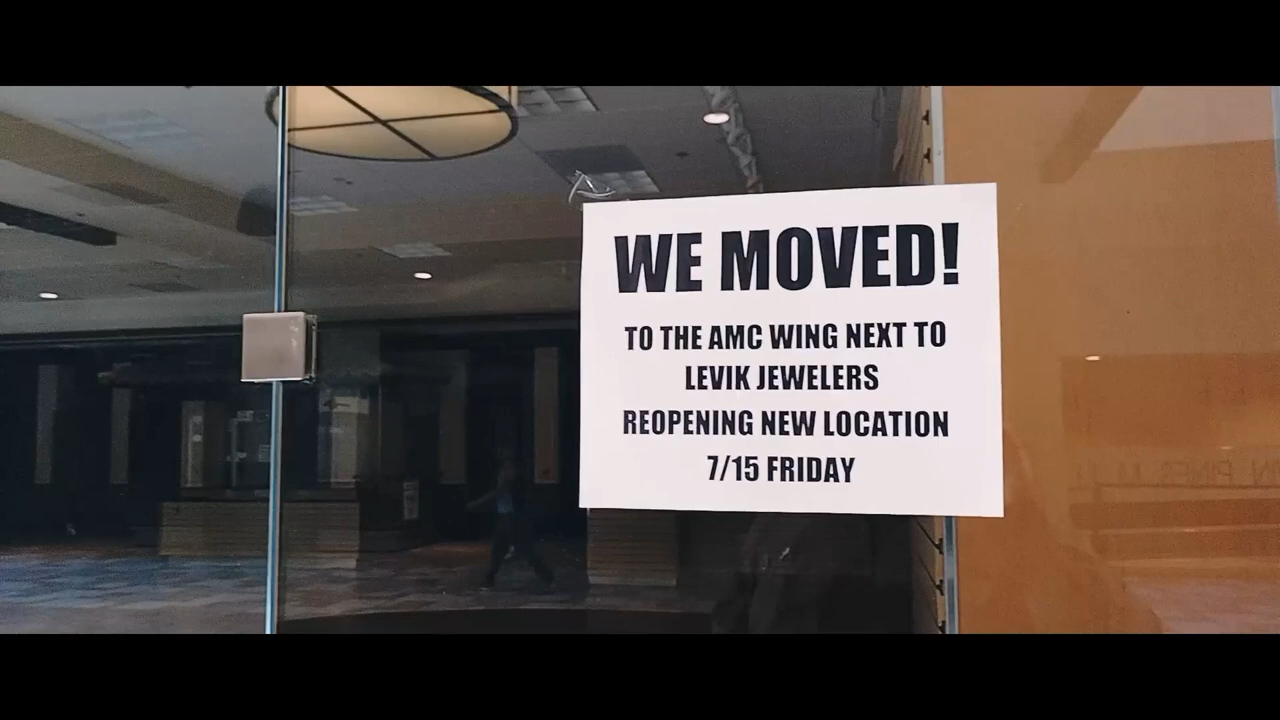 WE MOVED!
TO THE AMC WING NEXT TO
LEVIK JEWELERS
REOPENING NEW LOCATION
7/15 FRIDAY